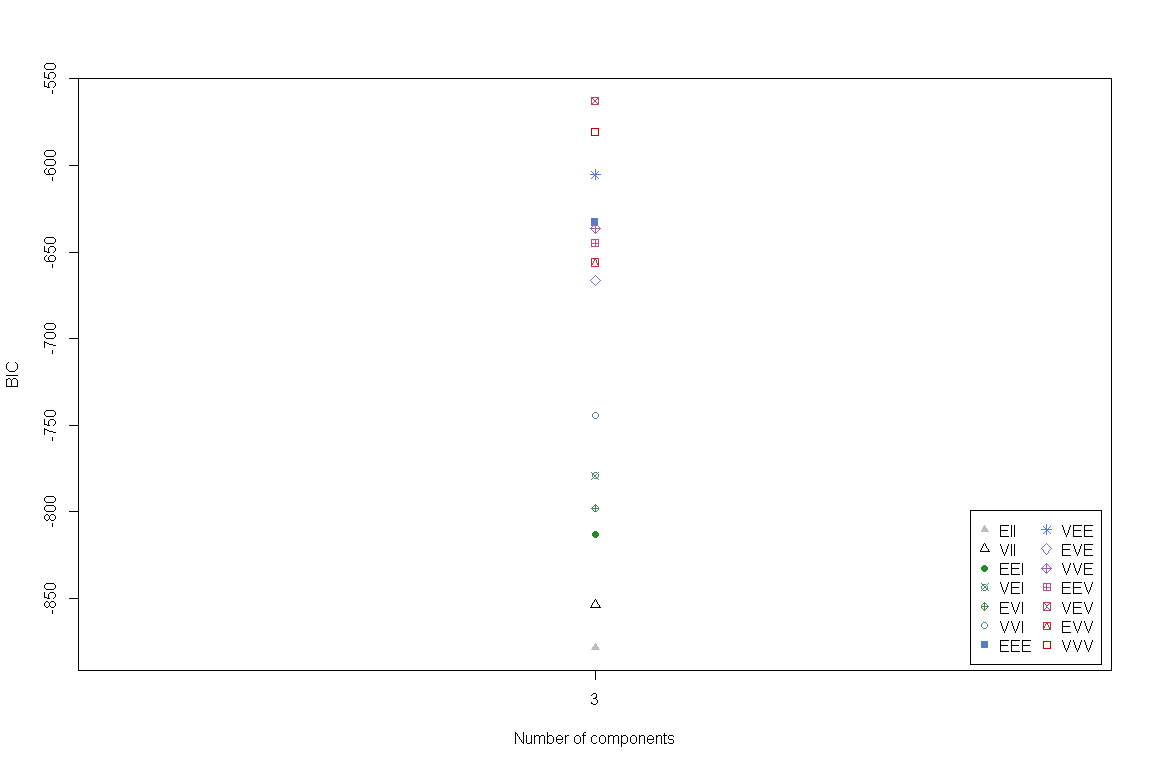 -550
-600
-650
-700
-750
-800
-850
BIC
3
Number of components
EII VEE
VII EVE
EEI VVE
VEI EEV
EVI VEV
VVI EVV
EEE VVV